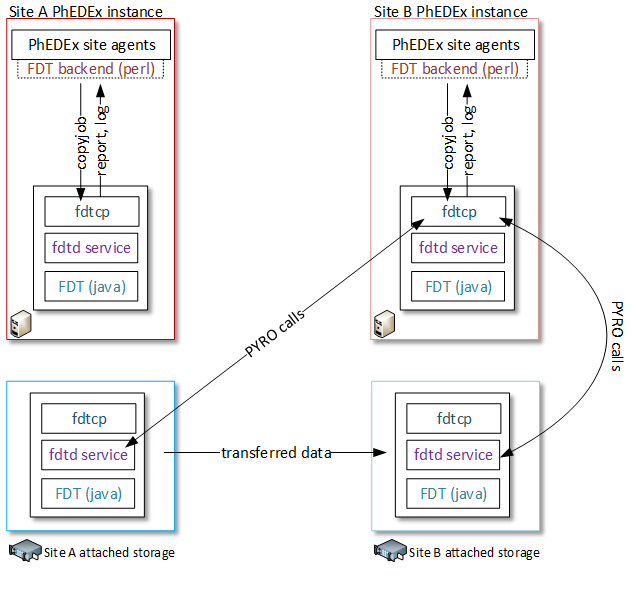 Site A PhEDEx instance
PhEDEx site agents
FDT backend (perl)
copyjob
report, log
fdtcp
fdtd service
FDT (java)
Site B PhEDEx instance
PhEDEx site agents
FDT backend (perl)
copyjob
report, log
fdtcp
fdtd service
FDT (java)
PYRO calls
PYRO calls
fdtcp
fdtd service
FDT (java)
transferred data
fdtcp
fdtd service
FDT (java)
Site A attached storage
Site B attached storage